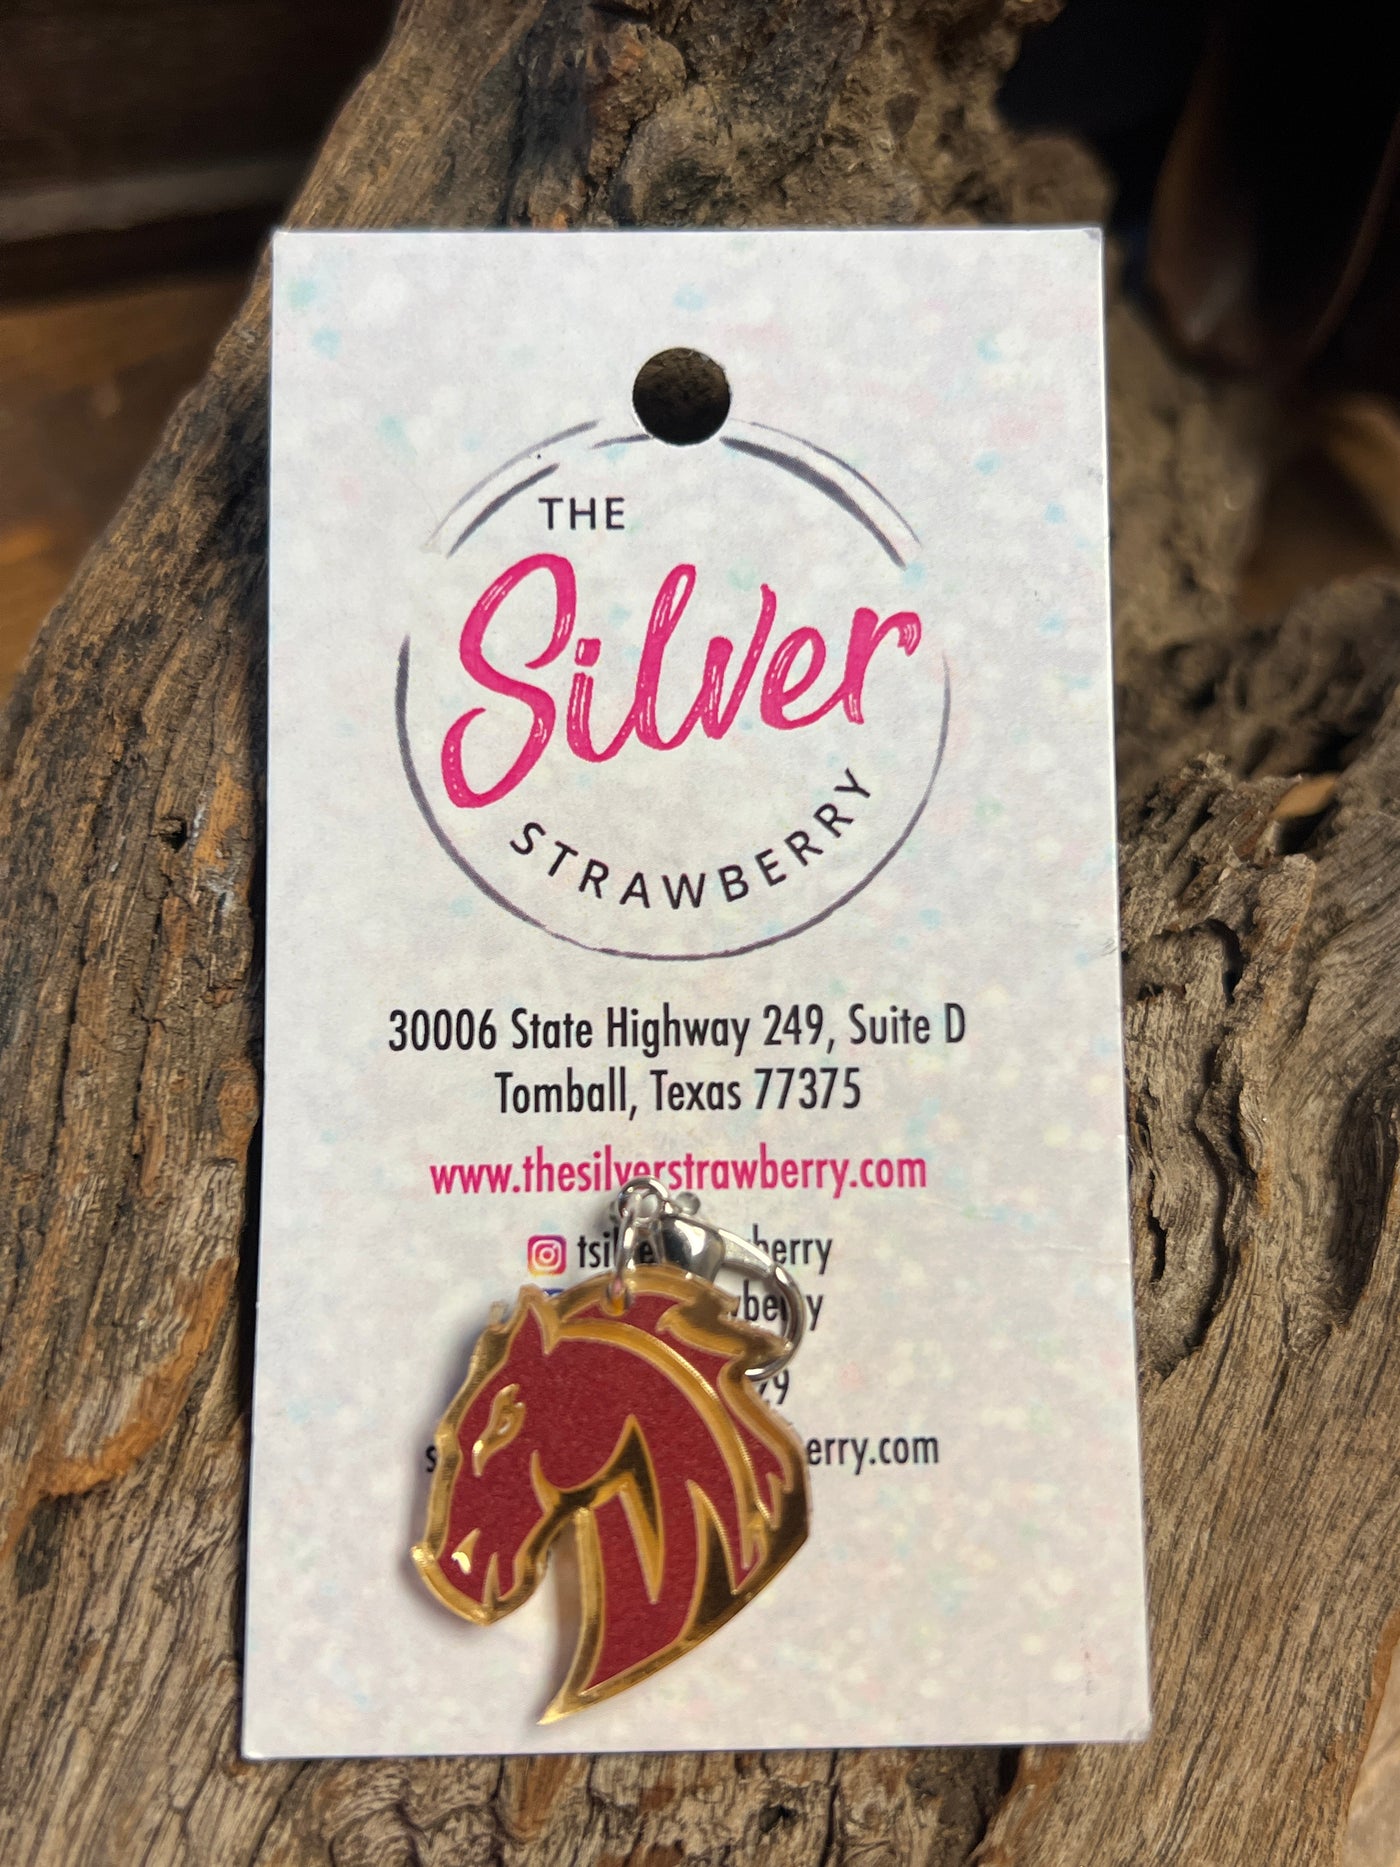 THE
Silver
STRAWBERRY
30006 State Highway 249, Suite D
Tomball, Texas 77375
www.thesilverstrawberry.com